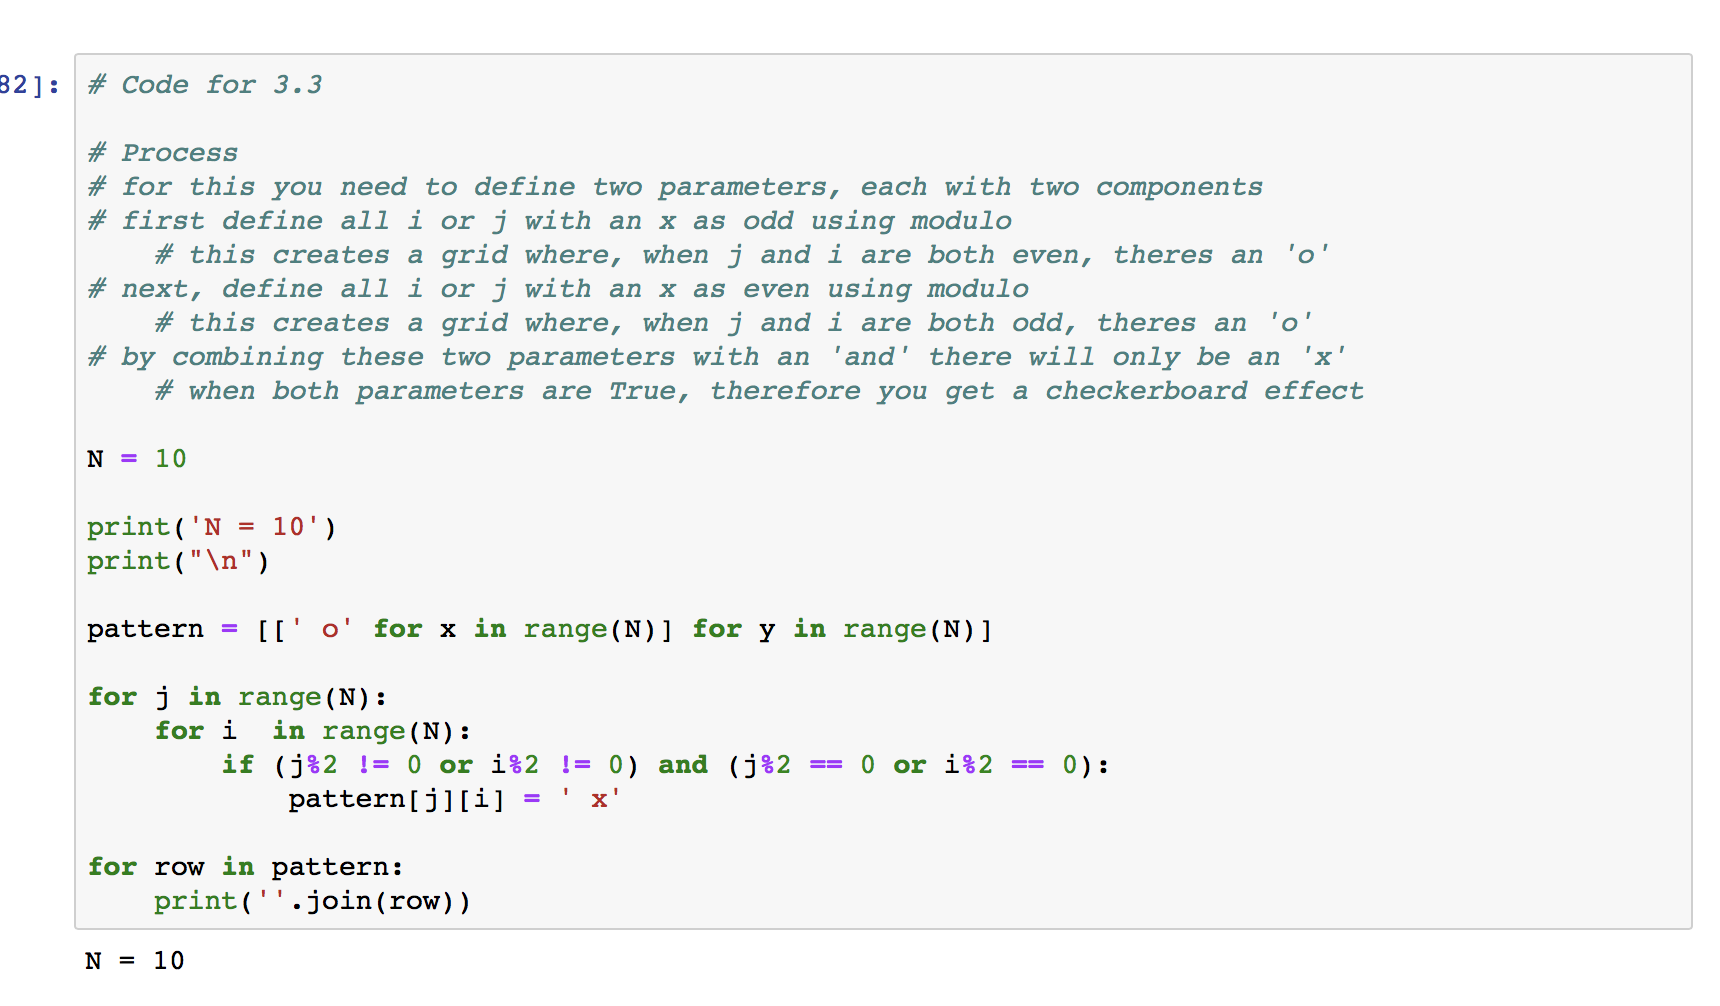 82]:
# Code for 3.3
# Process
# for this you need to define two parameters, each with two components
# first define all i or j with an x as odd using modulo
# this creates a grid where, when j and i are both even, theres an 'o'
# next, define all i or j with an x as even using modulo
# this creates a grid where, when j and i are both odd, theres an 'o'
# by combining these two parameters with an 'and' there will only be an 'x'
# when both parameters are True, therefore you get a checkerboard effect
N = 10
print('N = 10')
print("\n")
pattern = [[' o' for x in range(N)] for y in range(N)]
for j in range(N):
for i  in range(N):
if (j%2 != 0 or i%2 != 0) and (j%2 == 0 or i%2 == 0):
pattern[j][i] = ' x'
for row in pattern:
print(''.join(row))
N = 10